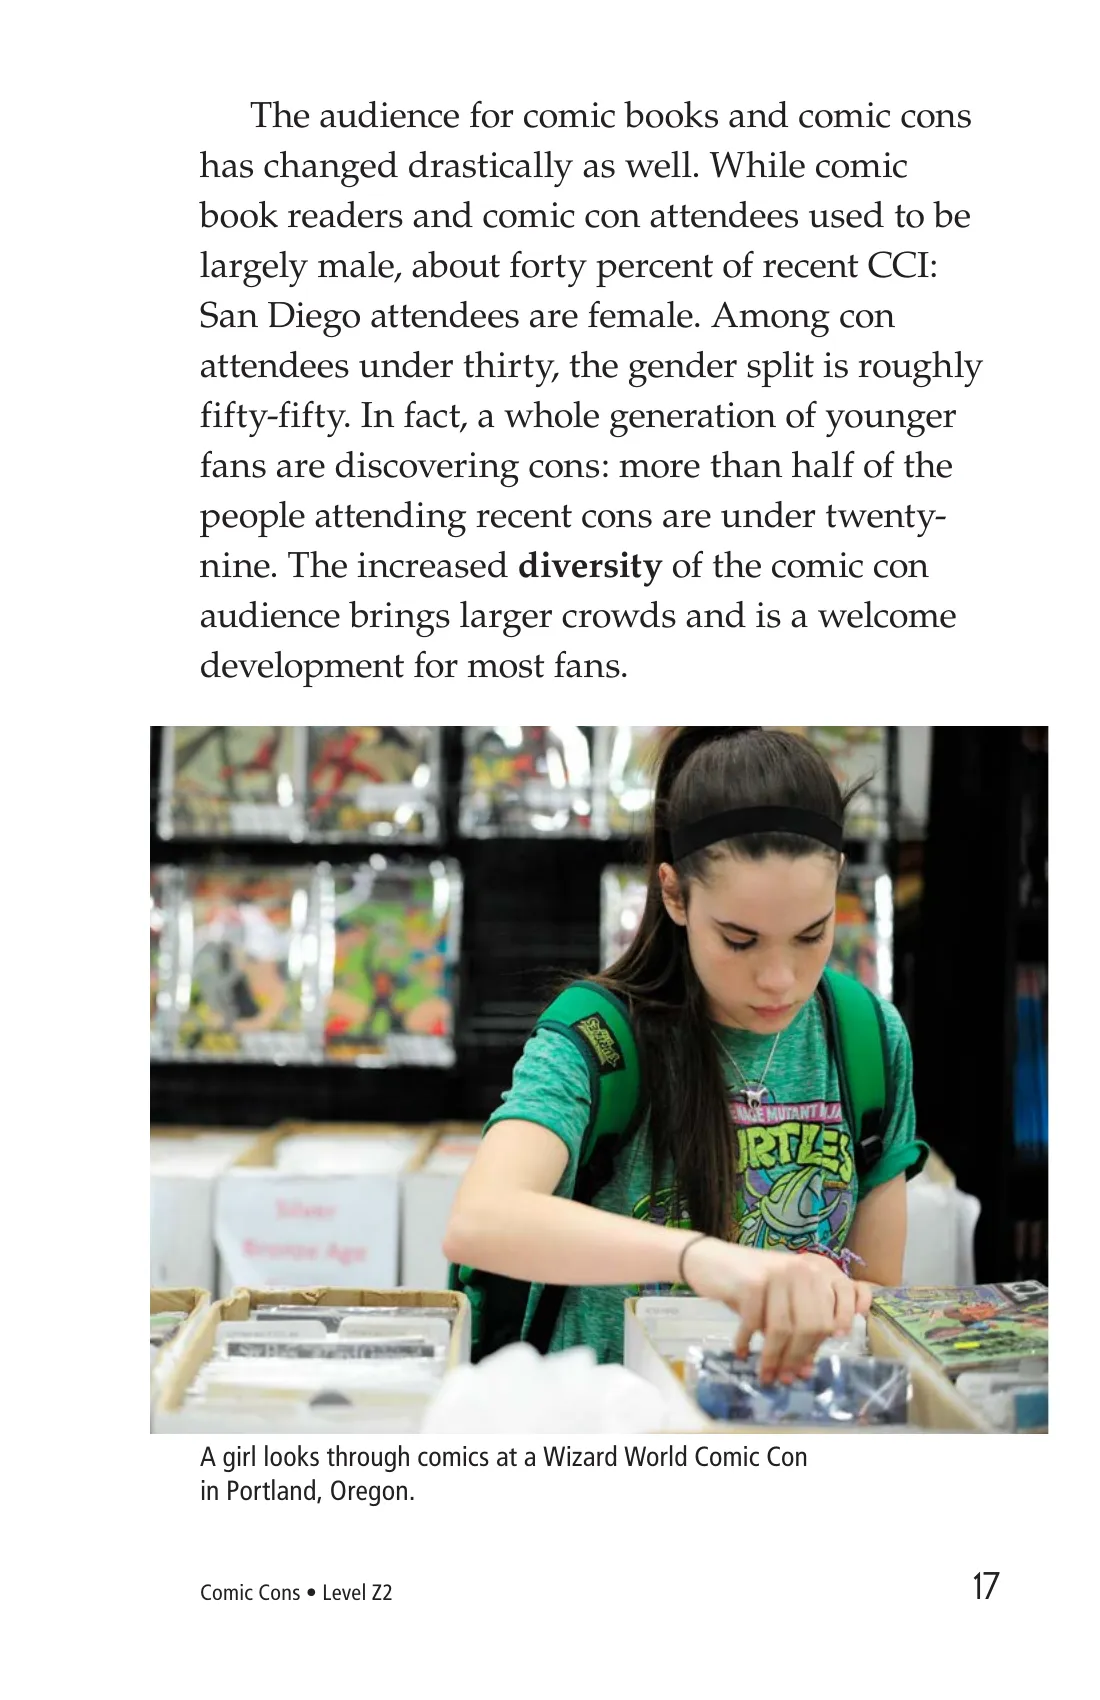 The audience for comic books and comic cons
has changed drastically as well. While comic
book readers and comic con attendees used to be
largely male, about forty percent of recent CCI:
San Diego attendees are female. Among con
attendees under thirty, the gender split is roughly
fifty-fifty. In fact, a whole generation of younger
fans are discovering cons: more than half of the
people attending recent cons are under twenty-
nine. The increased diversity of the comic con
audience brings larger crowds and is a welcome
development for most fans.
MUTANT
Silver
Bronze Age
A girl looks through comics at a Wizard World Comic Con
in Portland, Oregon.
Comic Cons • Level Z2
17